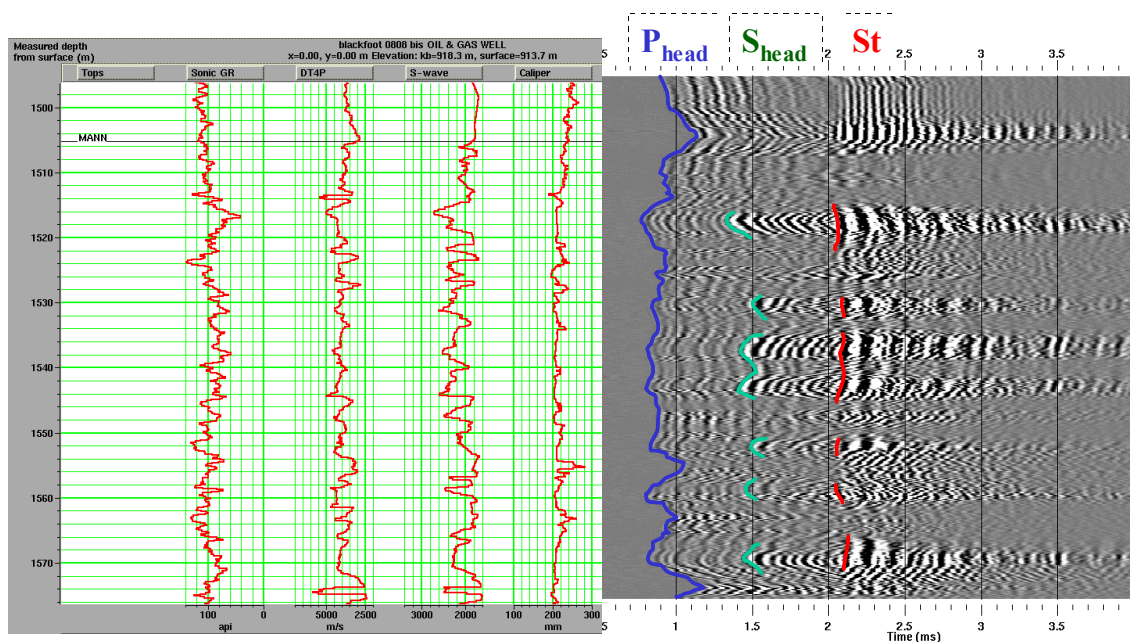 P head S head St
Measured depth
from surface (m)
blackfoot 0808 bis OIL & GAS WELL
x=0.00, y=0.00 m Elevation: kb=918.3 m, surface=913.7 m
Tops Sonic GR DT4P S-wave Caliper
5 1 1.5 2 2.5 3 3.5
1500
MANN
1510
1520
1530
1540
1550
1560
1570
100 0 5000 2500 3000 2000 100 200 300
api m/s mm
.5 1 1.5 2 2.5 3 3.5
Time (ms)